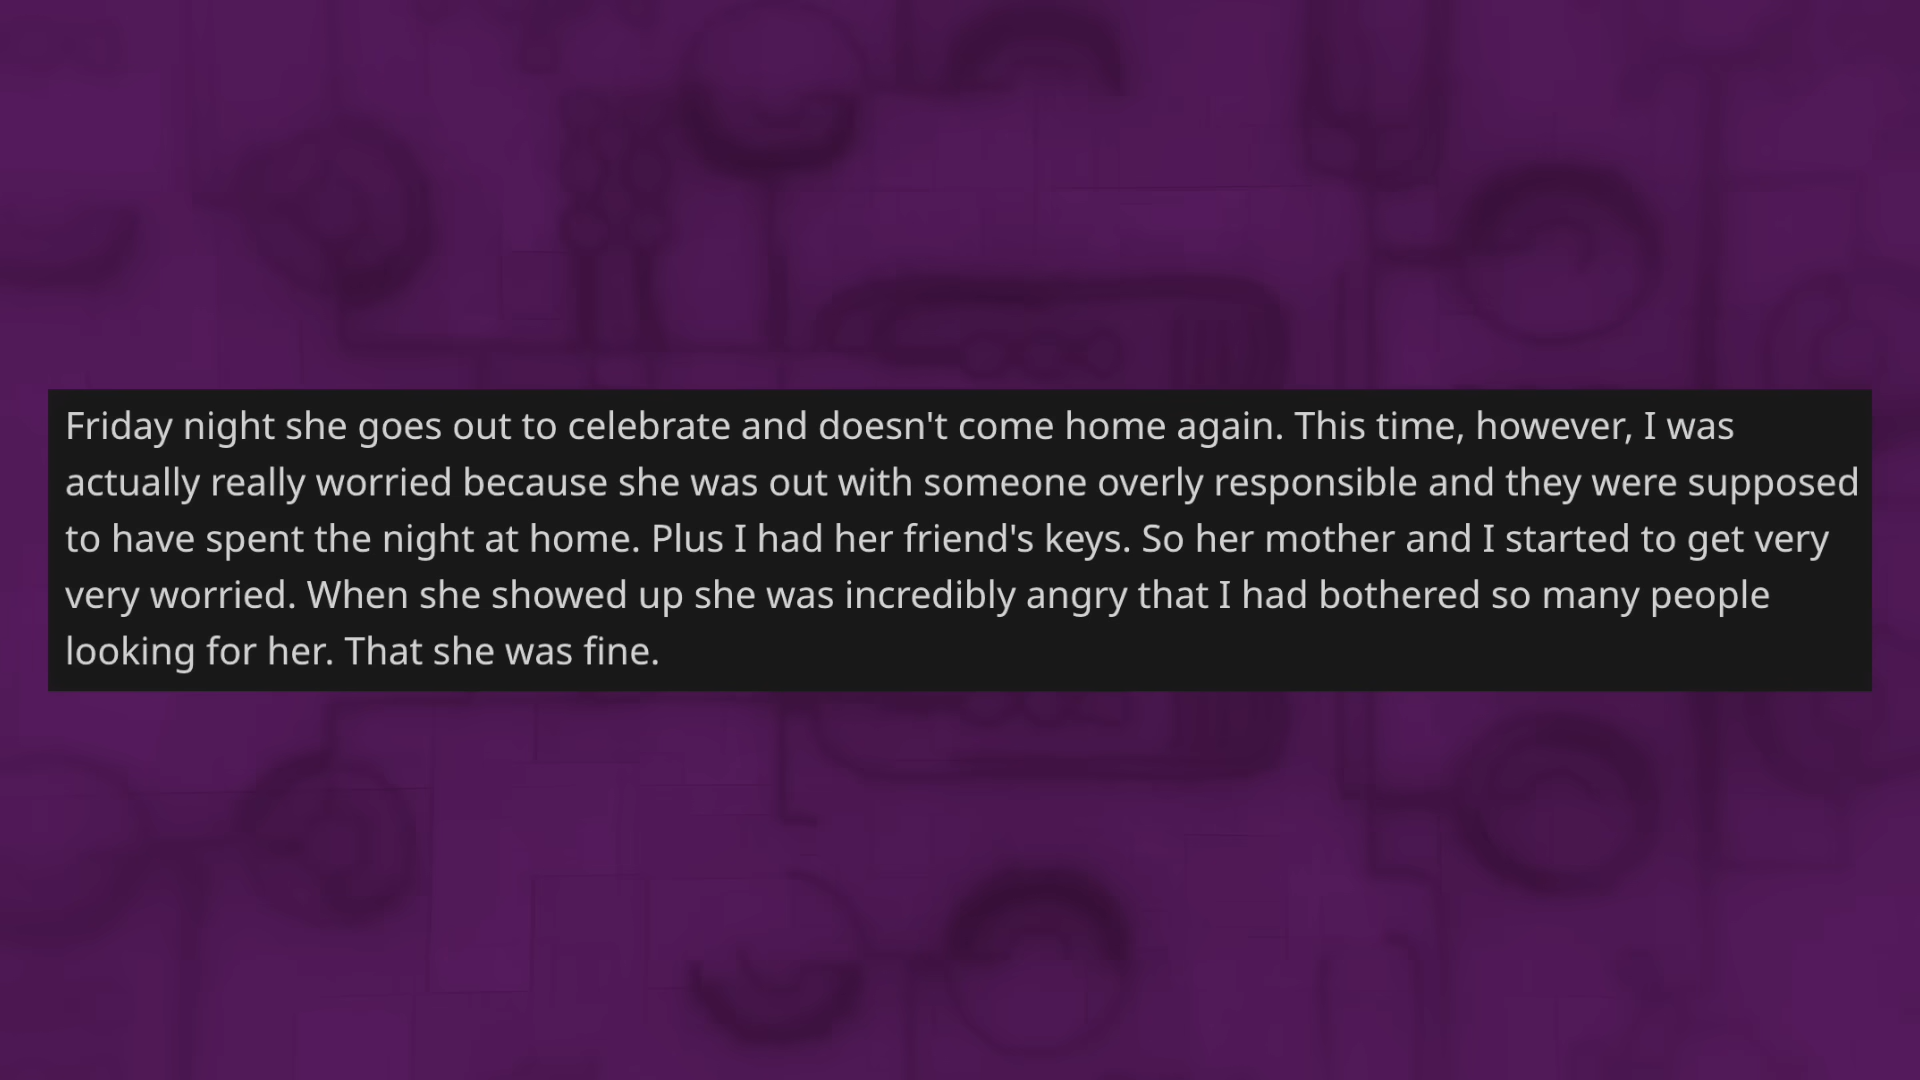 Friday night she goes out to celebrate and doesn't come home again. This time, however, I was
actually really worried because she was out with someone overly responsible and they were supposed
to have spent the night at home. Plus I had her friend's keys. So her mother and I started to get very
very worried. When she showed up she was incredibly angry that I had bothered so many people
looking for her. That she was fine.